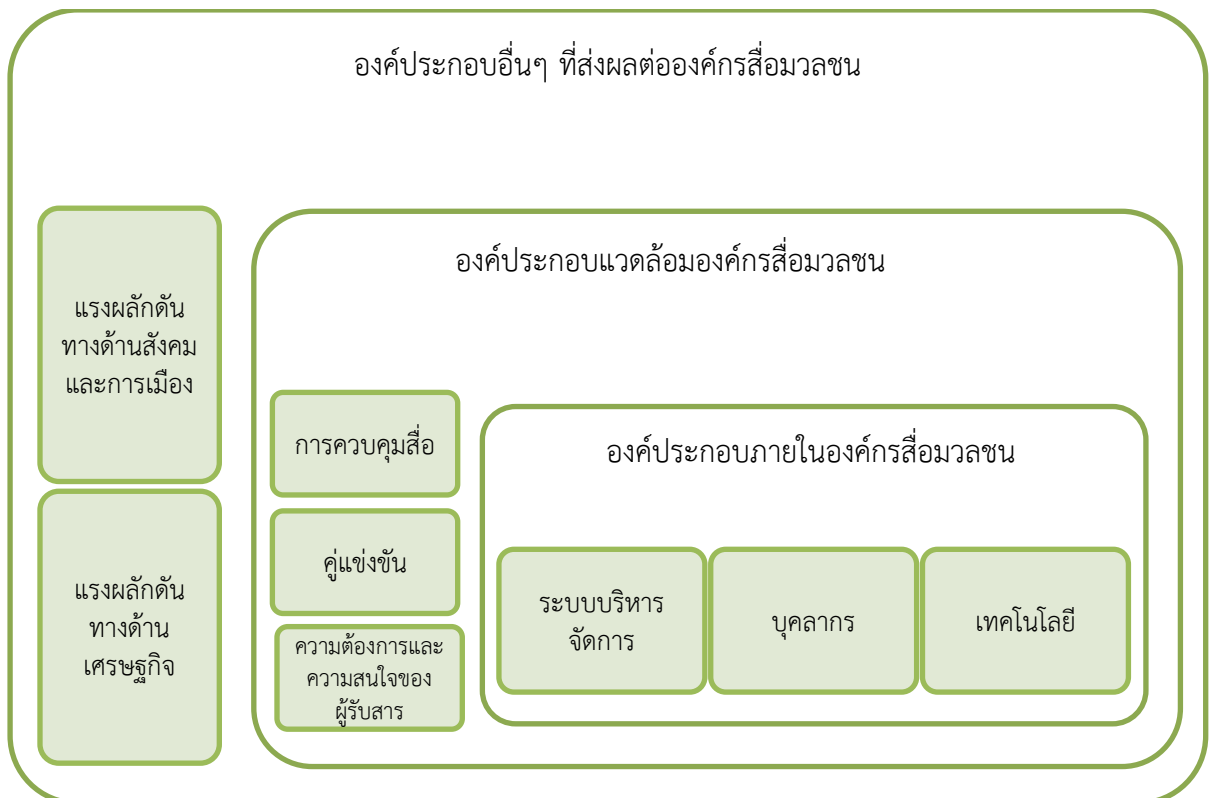 องค์ประกอบอื่นๆ ที่ส่งผลต่อองค์กรสื่อมวลชน
แรงผลักดัน
ทางด้านสังคม
และการเมือง
แรงผลักดัน
ทางด้าน
เศรษฐกิจ
องค์ประกอบแวดล้อมองค์กรสื่อมวลชน
การควบคุมสื่อ
คู่แข่งขัน
ความต้องการและ
ความสนใจของ
ผู้รับสาร
องค์ประกอบภายในองค์กรสื่อมวลชน
ระบบบริหาร
จัดการ
บุคลากร
เทคโนโลยี